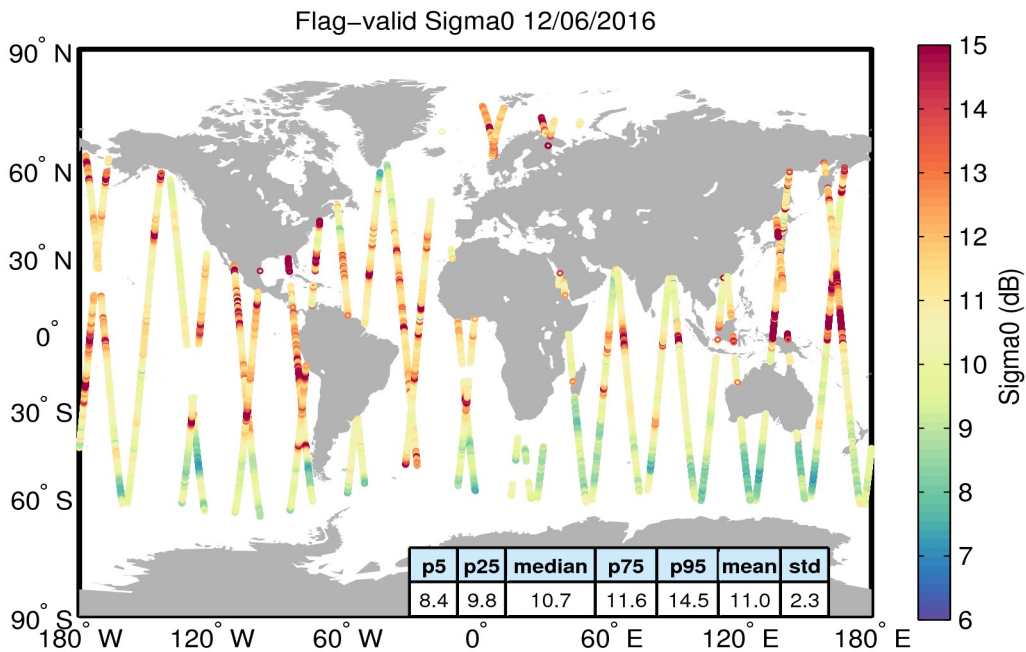 Flag−valid Sigma0 12/06/2016
90° N
60° N
30° N
0°
30° S
60° S
90° S
180° W
120° W
60° W
0°
60° E
120° E
180° E
p5 p25 median p75 p95 mean std
8.4 9.8 10.7 11.6 14.5 11.0 2.3
15
14
13
12
11
10
9
8
7
6
Sigma0 (dB)